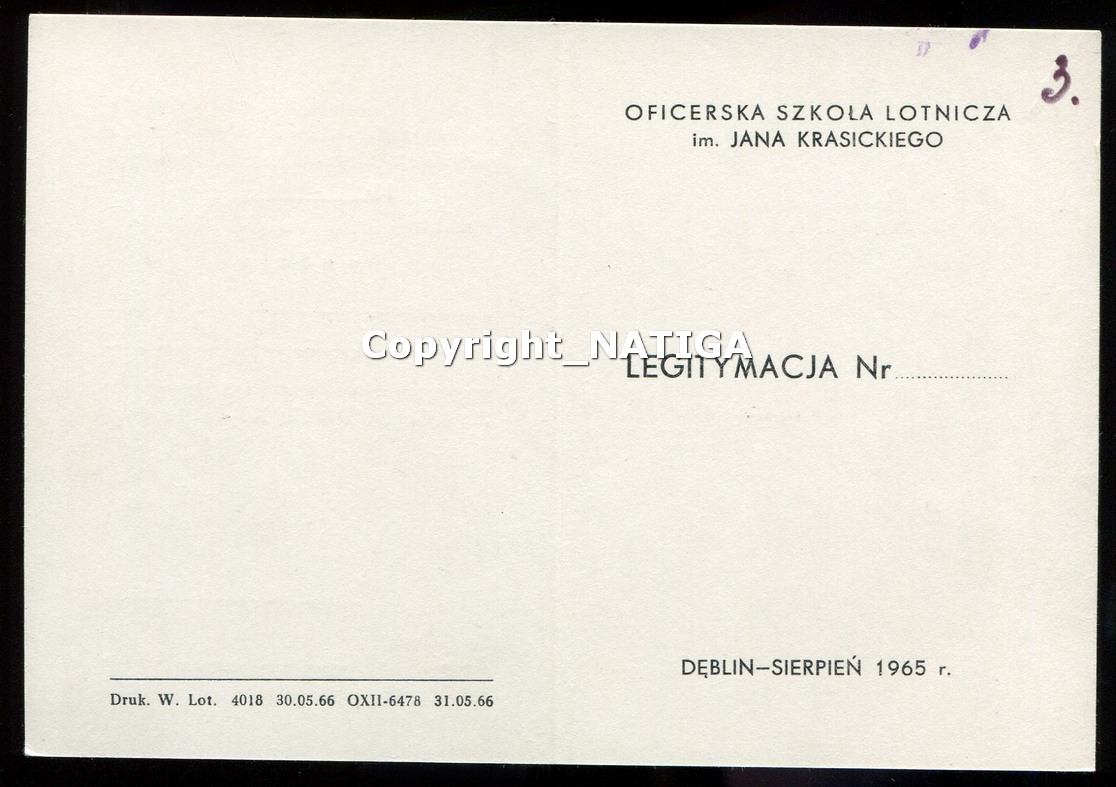 3.
OFICERSKA SZKOŁA LOTNICZA
im. JANA KRASICKIEGO
Copyright_NATIGA
LEGITYMACJA Nr....................
DĘBLIN—SIERPIEŃ 1965 r.
Druk. W. Lot. 4018 30.05.66 OXII-6478 31.05.66